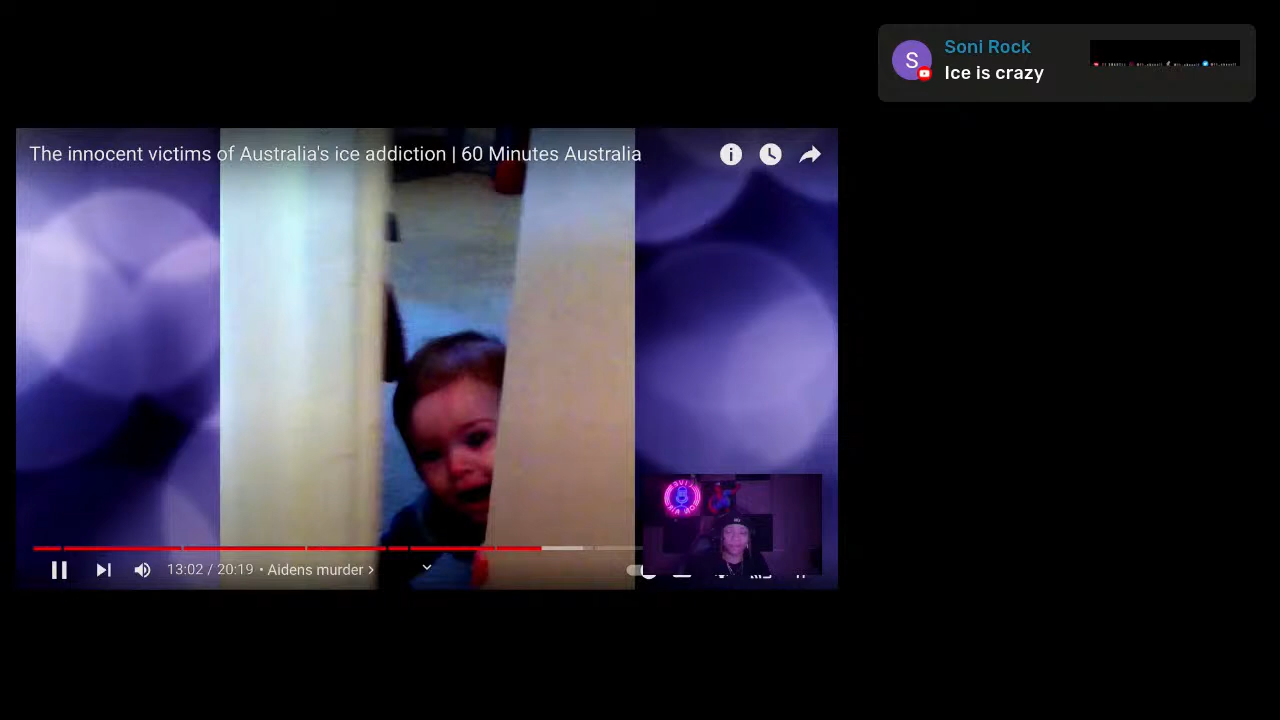 Soni Rock
S
Ice is crazy
The innocent victims of Australia's ice addiction | 60 Minutes Australia
13:02 / 20:19 • Aidens murder ›